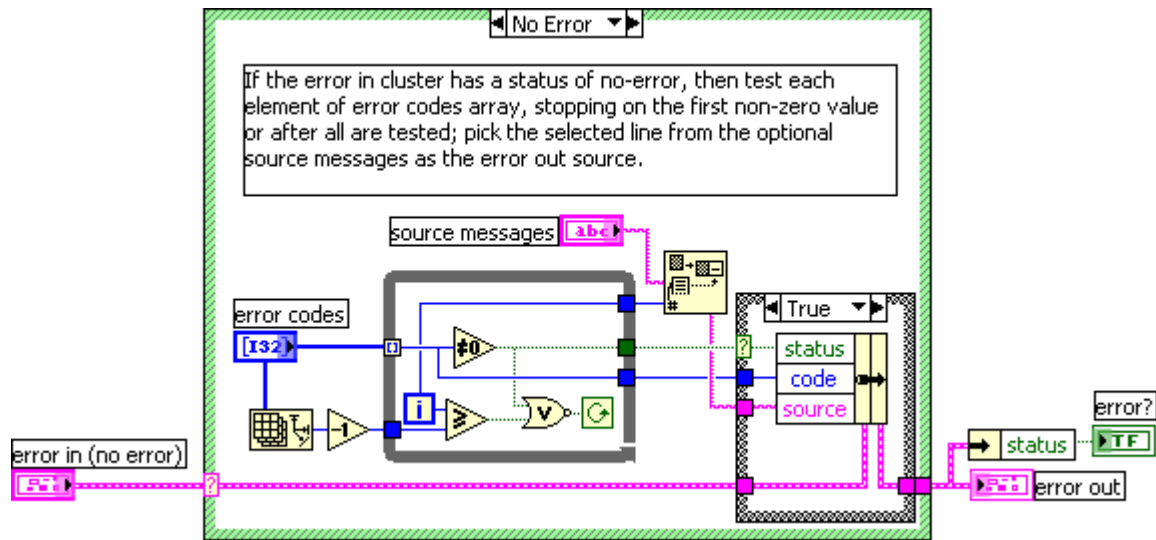 No Error
If the error in cluster has a status of no-error, then test each
element of error codes array, stopping on the first non-zero value
or after all are tested; pick the selected line from the optional
source messages as the error out source.
source messages
abc
#
error codes
[I32]
≠0
i
≥
-1
V
True
?
status
code
source
error in (no error)
?
error?
status
TF
error out